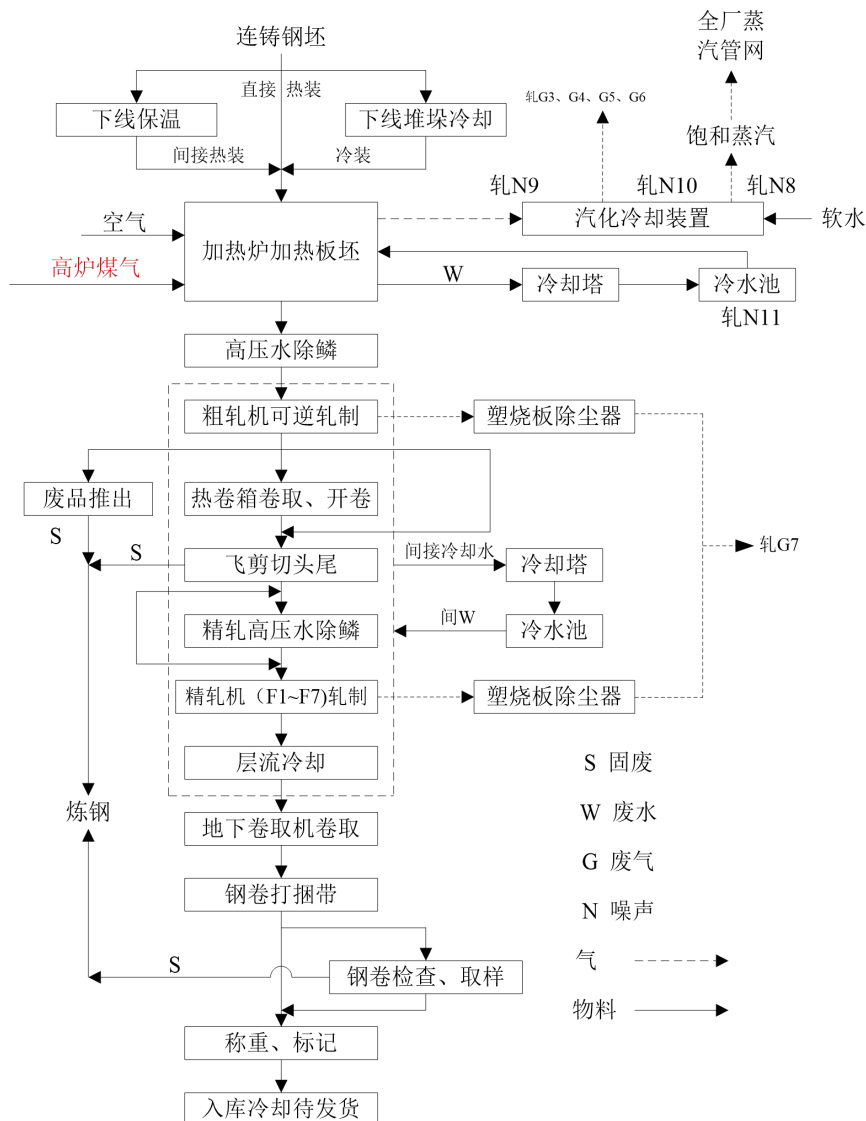 连铸钢坯
全厂蒸
汽管网
直接 热装
轧G3、G4、G5、G6
下线保温
下线堆垛冷却
饱和蒸汽
间接热装
冷装
轧N9
轧N10
轧N8
空气
加热炉加热板坯
汽化冷却装置
软水
高炉煤气
W
冷却塔
冷水池
轧N11
高压水除鳞
粗轧机可逆轧制
塑烧板除尘器
废品推出
热卷箱卷取、开卷
S
S
飞剪切头尾
间接冷却水
冷却塔
轧G7
精轧高压水除鳞
间W
冷水池
精轧机（F1~F7)轧制
塑烧板除尘器
层流冷却
S 固废
炼钢
地下卷取机卷取
W 废水
G 废气
钢卷打捆带
N 噪声
S
钢卷检查、取样
气
物料
称重、标记
入库冷却待发货